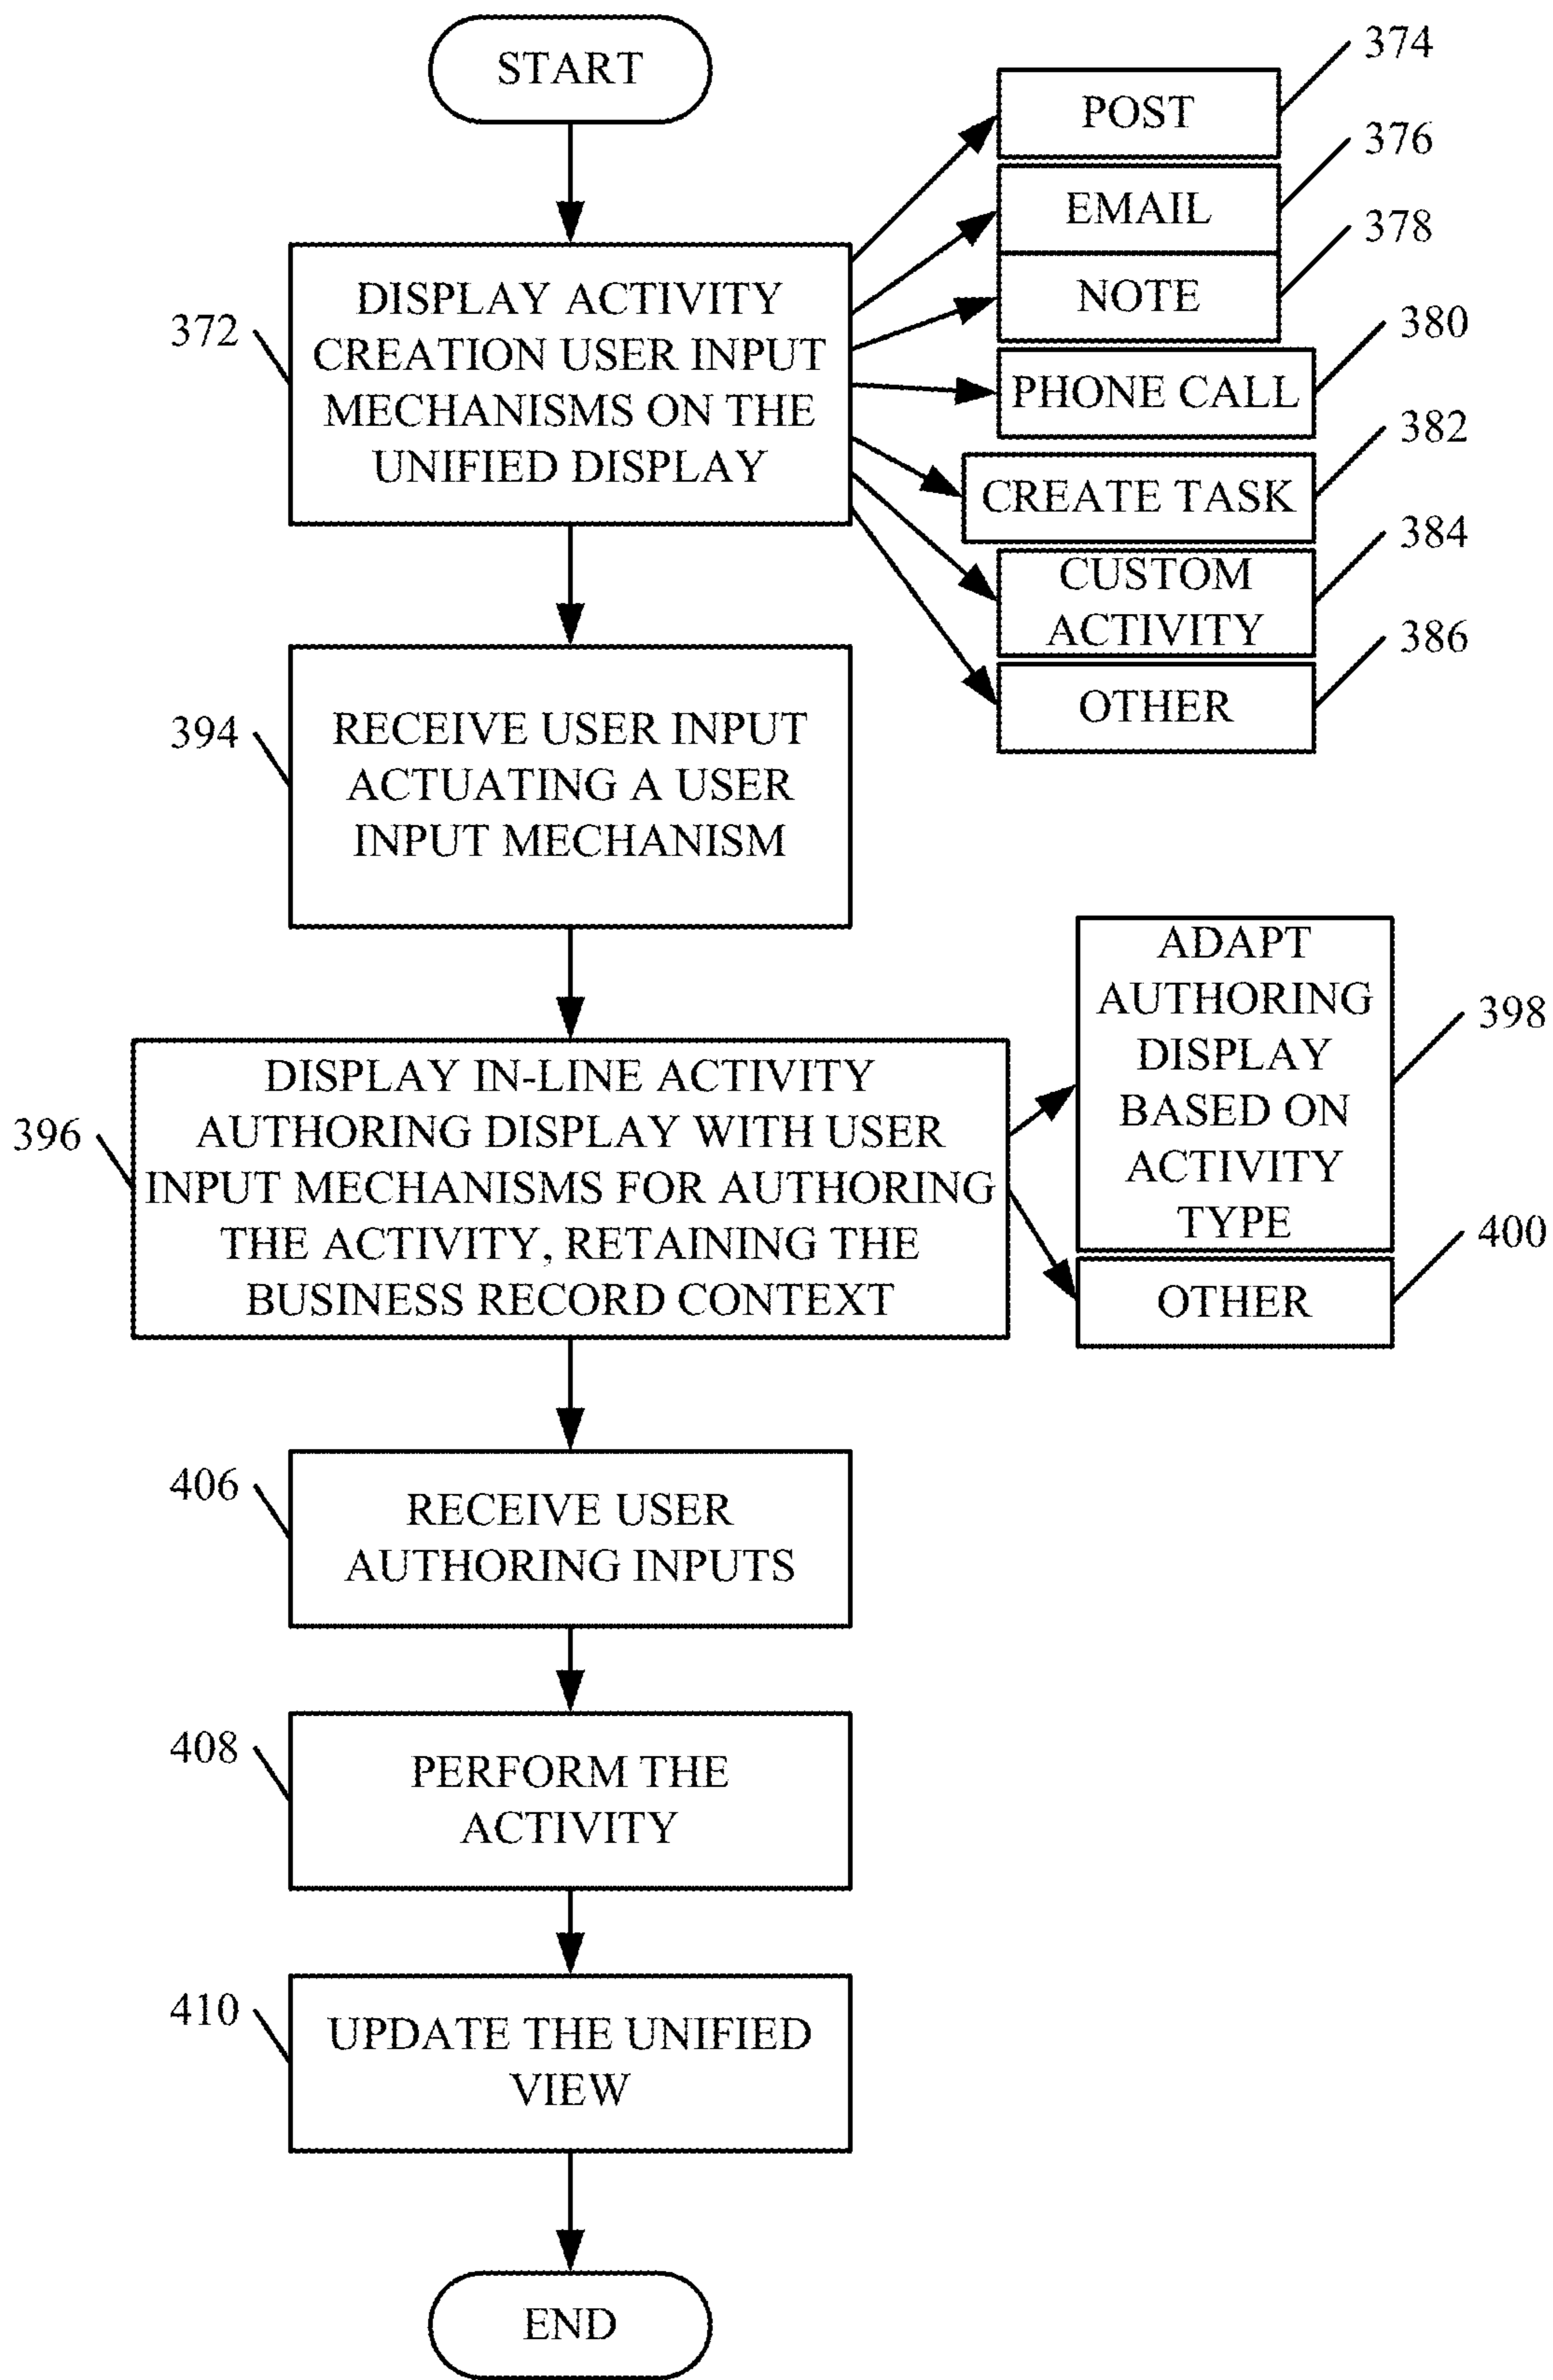 START
374
POST
376
EMAIL
378
NOTE
372
DISPLAY ACTIVITY
CREATION USER INPUT
MECHANISMS ON THE
UNIFIED DISPLAY
380
PHONE CALL
382
CREATE TASK
384
CUSTOM
ACTIVITY
386
OTHER
394
RECEIVE USER INPUT
ACTUATING A USER
INPUT MECHANISM
396
DISPLAY IN-LINE ACTIVITY
AUTHORING DISPLAY WITH USER
INPUT MECHANISMS FOR AUTHORING
THE ACTIVITY, RETAINING THE
BUSINESS RECORD CONTEXT
ADAPT
AUTHORING
DISPLAY
BASED ON
ACTIVITY
TYPE
398
OTHER
400
406
RECEIVE USER
AUTHORING INPUTS
408
PERFORM THE
ACTIVITY
410
UPDATE THE UNIFIED
VIEW
END